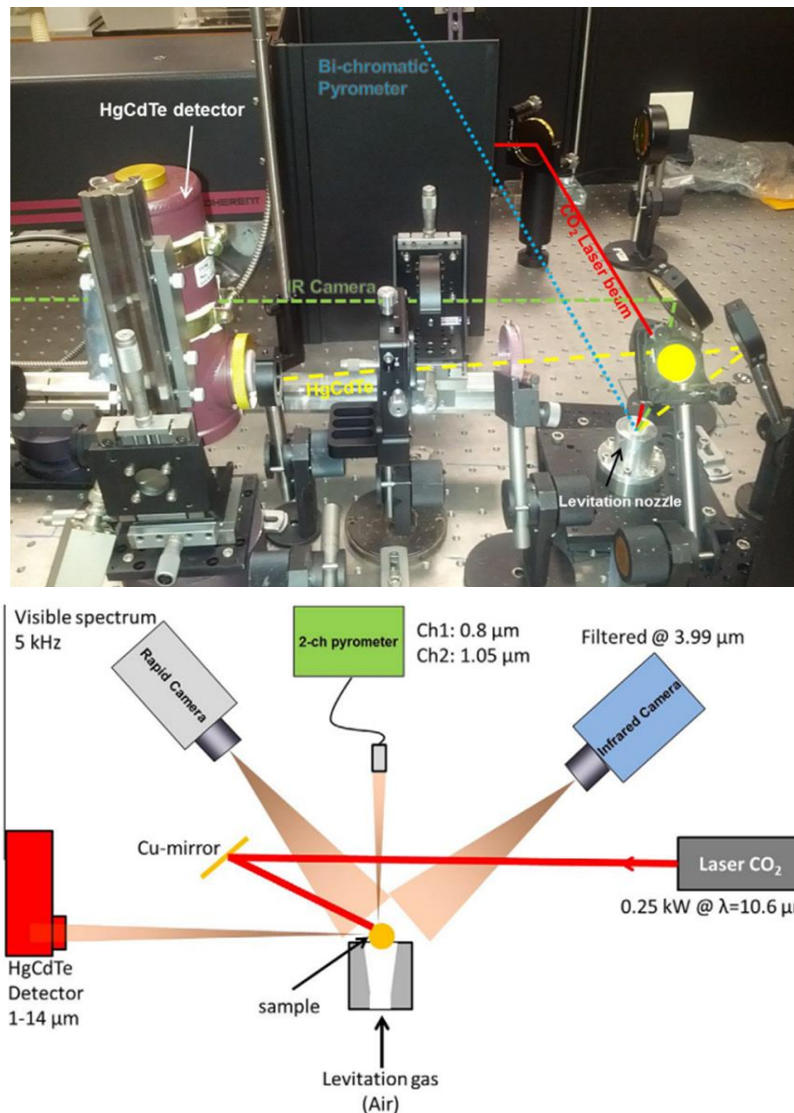 Bi-chromatic
Pyrometer
HgCdTe detector
CO₂ Laser beam
IR Camera
HgCdTe
Levitation nozzle
Visible spectrum
5 kHz
Rapid Camera
2-ch pyrometer
Ch1: 0.8 µm
Ch2: 1.05 µm
Filtered @ 3.99 µm
Infrared Camera
Cu-mirror
Laser CO₂
0.25 kW @ λ=10.6 µ
HgCdTe
Detector
1-14 µm
sample
Levitation gas
(Air)